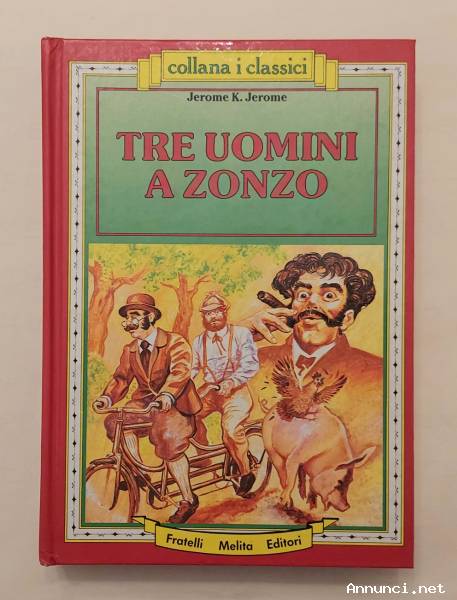 collana i classici
Jerome K. Jerome
TRE UOMINI
A ZONZO
Fratelli Melita Editori
Annunci.net